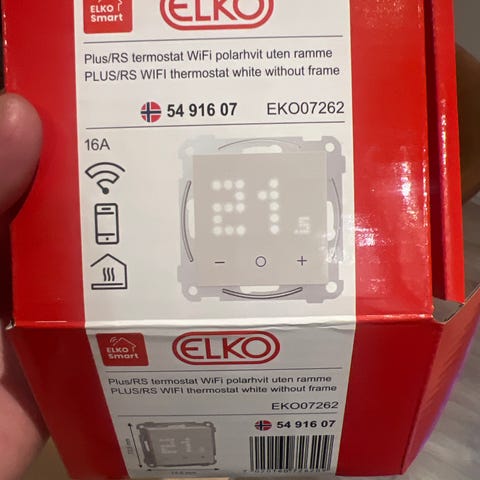 ELKO
Smart
ELKO
Plus/RS termostat WiFi polarhvit uten ramme
PLUS/RS WIFI thermostat white without frame
54 916 07 EKO07262
16A
21
in
− O +
ELKO
Smart
ELKO
Plus/RS termostat WiFi polarhvit uten ramme
PLUS/RS WIFI thermostat white without frame
EKO07262
54 916 07